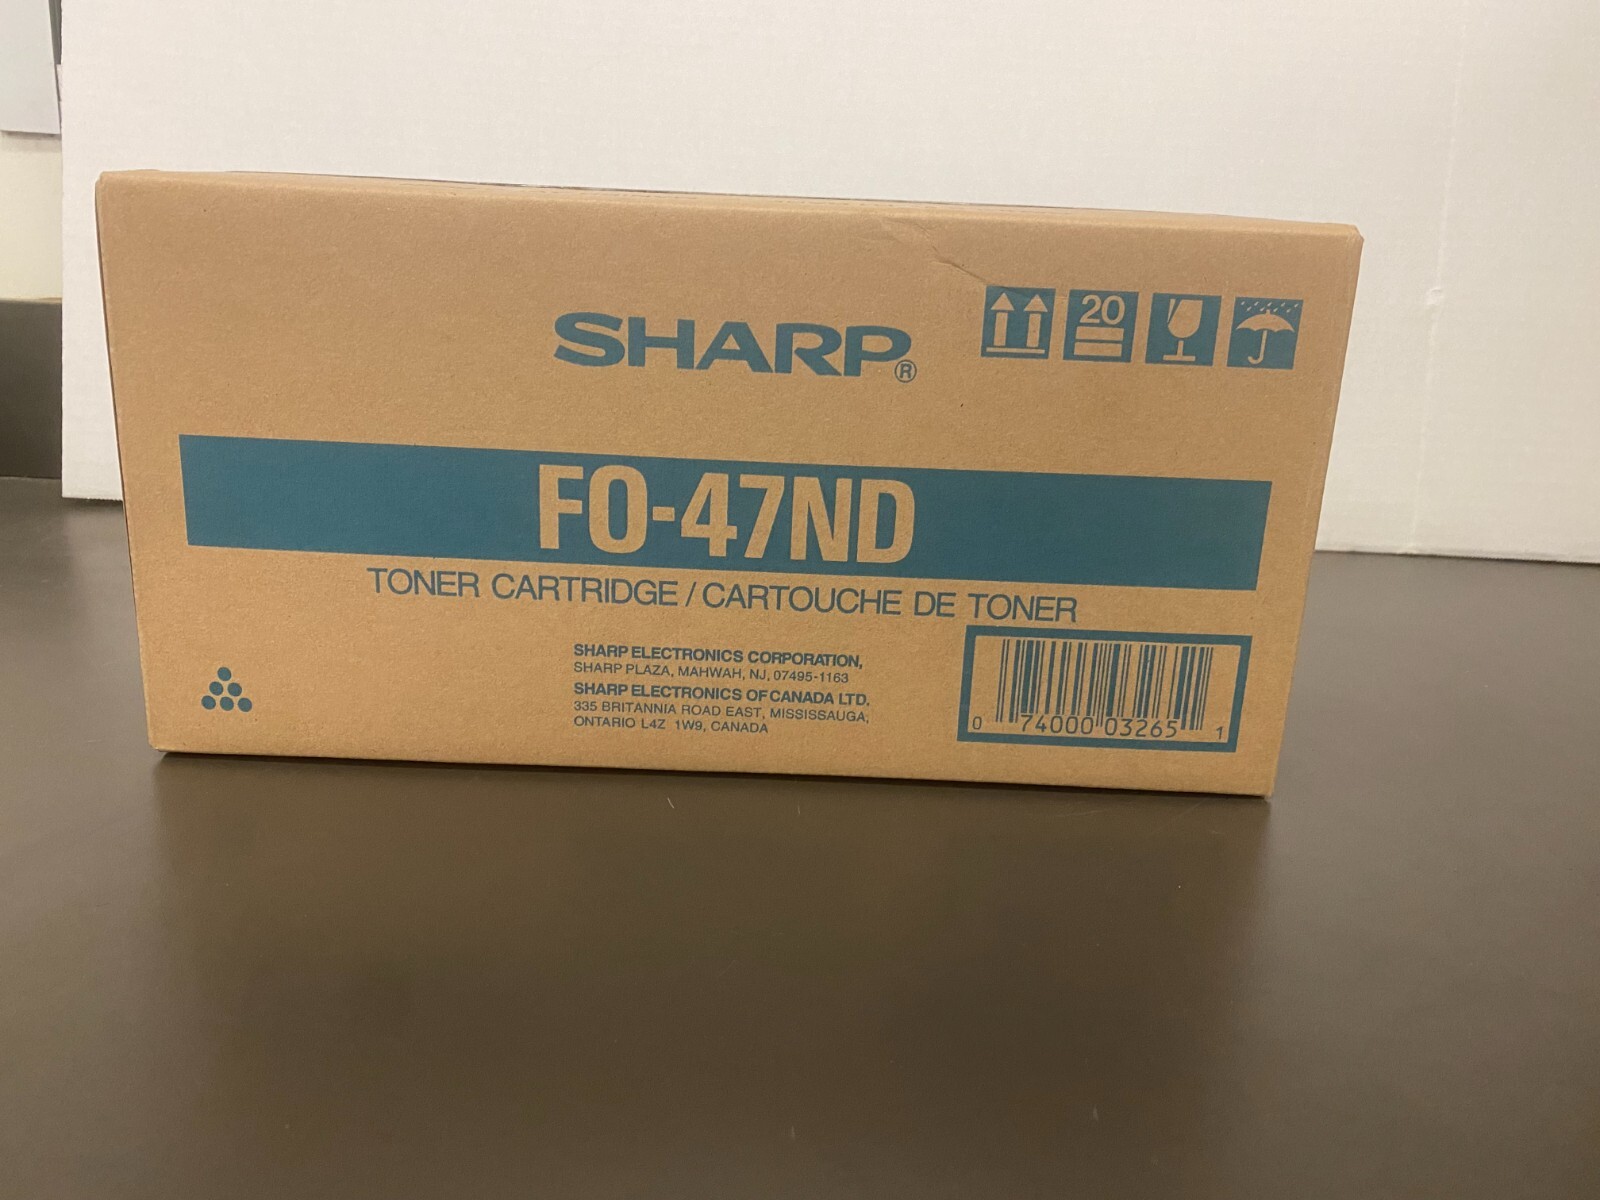 SHARP®
20
FO-47ND
TONER CARTRIDGE / CARTOUCHE DE TONER
SHARP ELECTRONICS CORPORATION,
SHARP PLAZA, MAHWAH, NJ, 07495-1163
SHARP ELECTRONICS OF CANADA LTD.
335 BRITANNIA ROAD EAST, MISSISSAUGA,
ONTARIO L4Z 1W9, CANADA
0 74000 03265 1